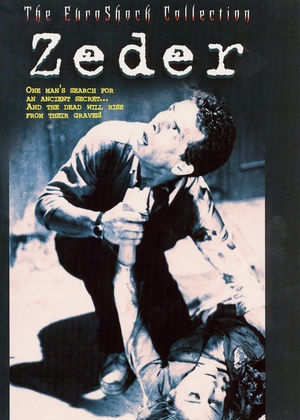 The EuroShock Collection
Zeder
ONE MAN'S SEARCH FOR
AN ANCIENT SECRET...
AND THE DEAD WILL RISE
FROM THEIR GRAVES!